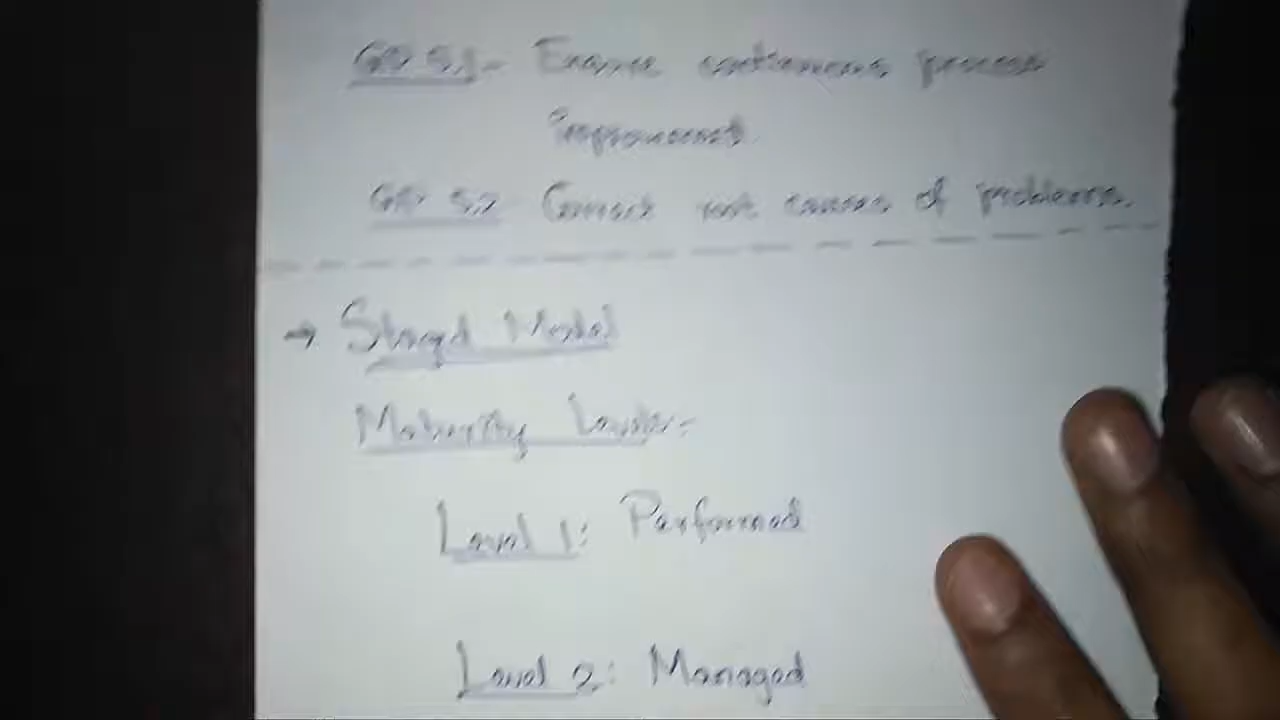 GP 5.1- Ensure continuous process
improvement.
GP 5.2 Correct root causes of problems.
→ Staged Model
Maturity Levels:-
Level 1: Performed
Level 2: Managed